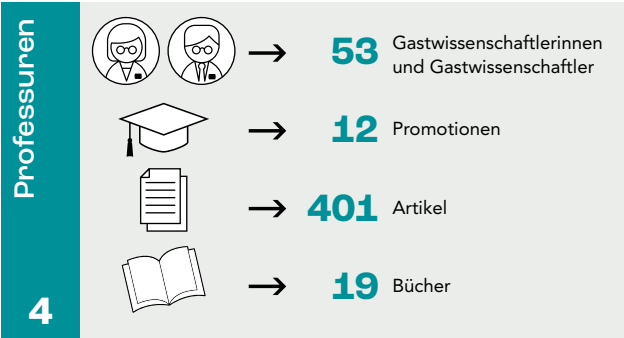 Professuren
4
53 Gastwissenschaftlerinnen
und Gastwissenschaftler
12 Promotionen
401 Artikel
19 Bücher